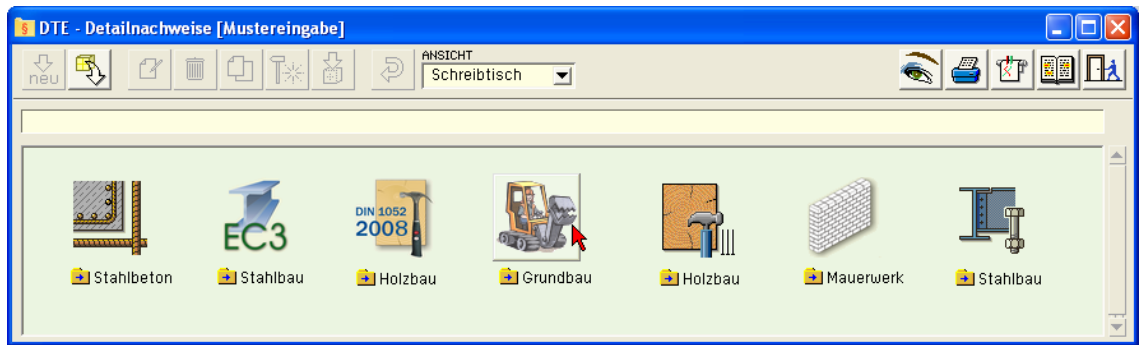 DTE - Detailnachweise [Mustereingabe]
neu
ANSICHT
Schreibtisch
EC3
DIN 1052
2008
Stahlbeton
Stahlbau
Holzbau
Grundbau
Holzbau
Mauerwerk
Stahlbau